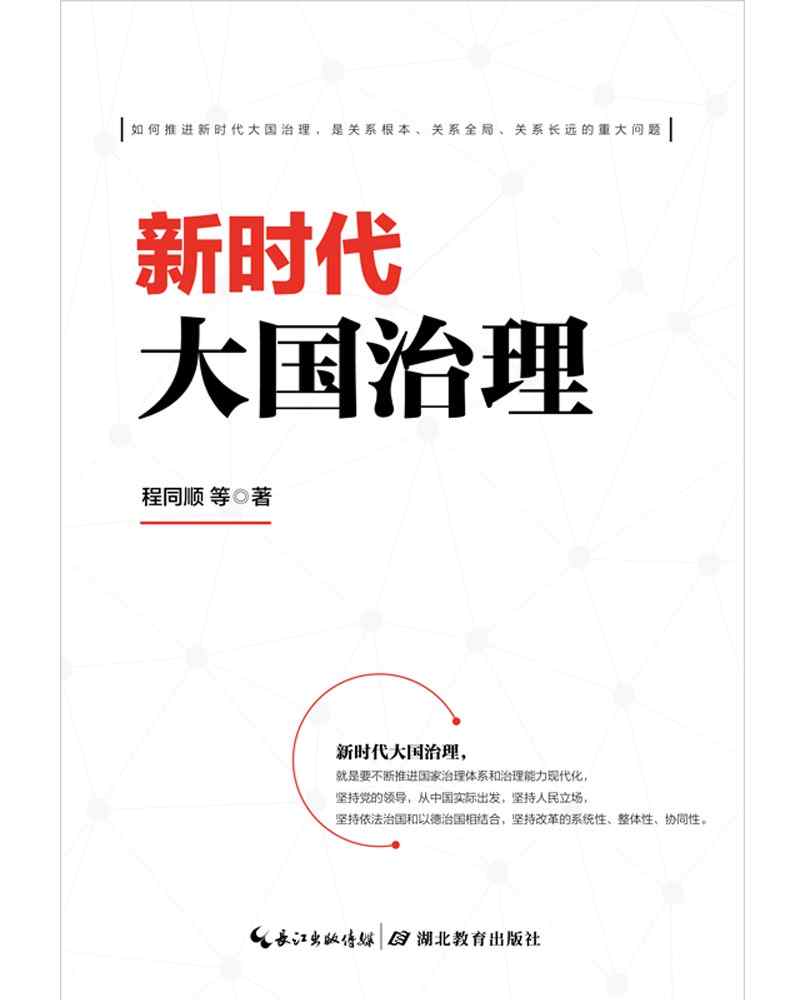 如何推进新时代大国治理，是关系根本、关系全局、关系长远的重大问题
新时代
大国治理
程同顺 等◎著
新时代大国治理，
就是要不断推进国家治理体系和治理能力现代化，
坚持党的领导，从中国实际出发，坚持人民立场，
坚持依法治国和以德治国相结合，坚持改革的系统性、整体性、协同性。
长江出版传媒 湖北教育出版社